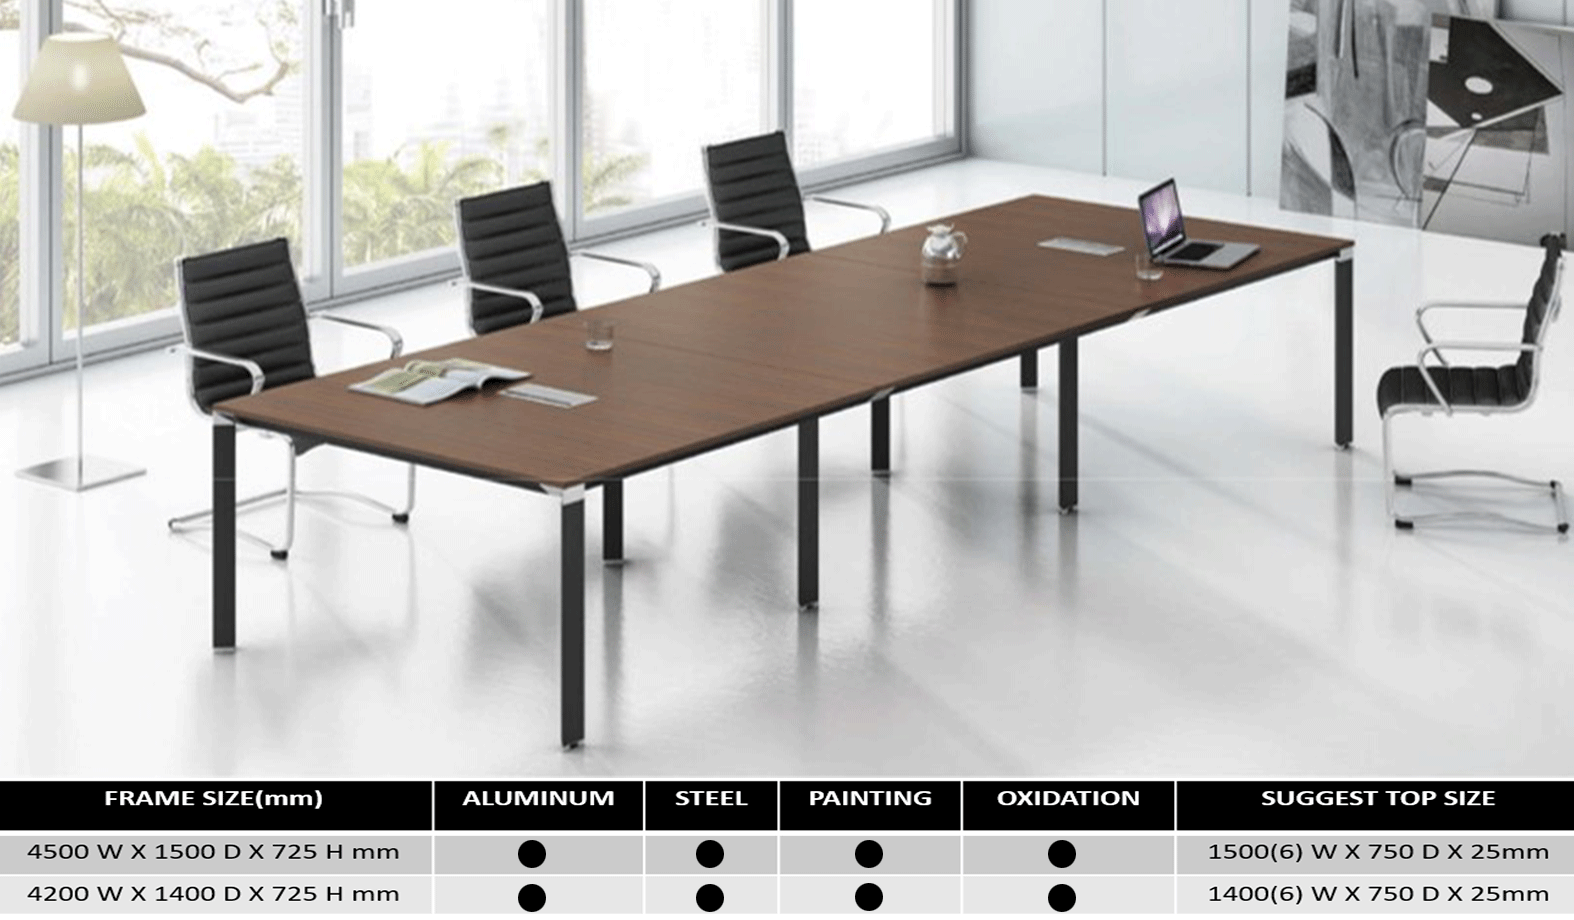 FRAME SIZE(mm) ALUMINUM STEEL PAINTING OXIDATION SUGGEST TOP SIZE
4500 W X 1500 D X 725 H mm ● ● ● ● 1500(6) W X 750 D X 25mm
4200 W X 1400 D X 725 H mm ● ● ● ● 1400(6) W X 750 D X 25mm